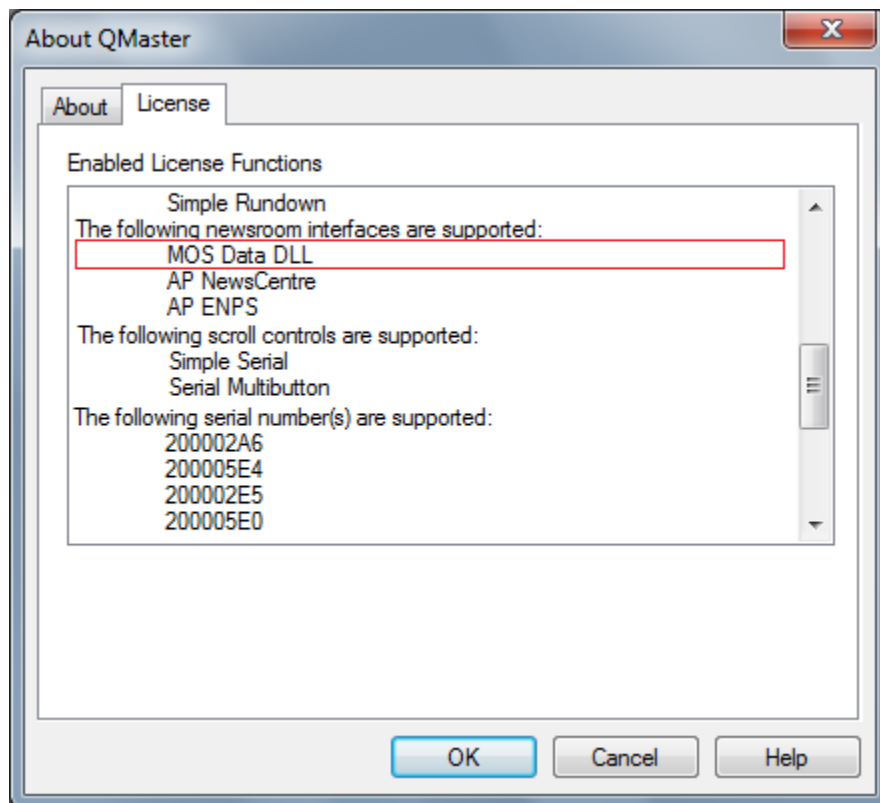 About QMaster
About License
Enabled License Functions
Simple Rundown
The following newsroom interfaces are supported:
MOS Data DLL
AP NewsCentre
AP ENPS
The following scroll controls are supported:
Simple Serial
Serial Multibutton
The following serial number(s) are supported:
200002A6
200005E4
200002E5
200005E0
OK Cancel Help